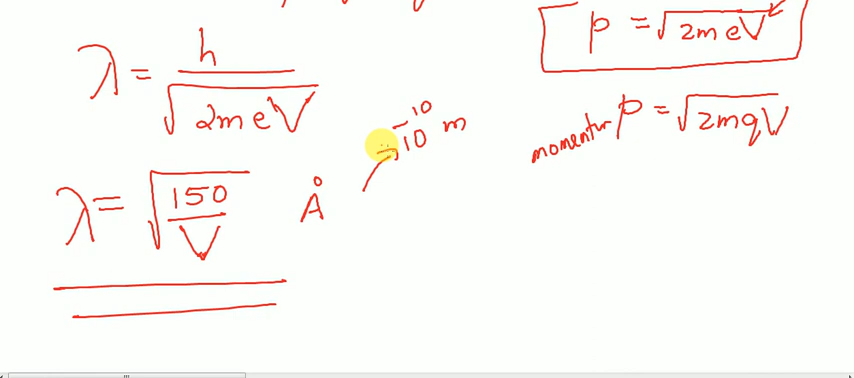 p = √2meV
λ = h / √2meV
10⁻¹⁰ m
momentum p = √2mqV
λ = √150/V Å